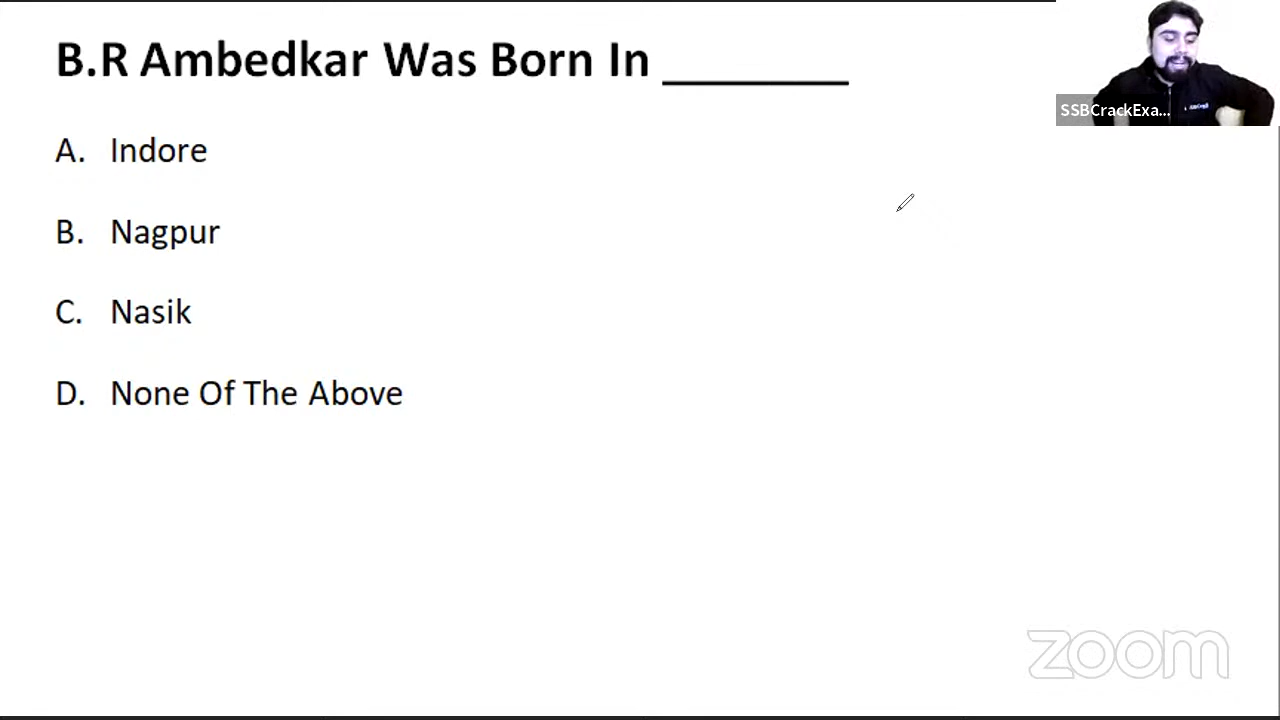 B.R Ambedkar Was Born In ________
SSBCrackExa...
A. Indore
B. Nagpur
C. Nasik
D. None Of The Above
zoom